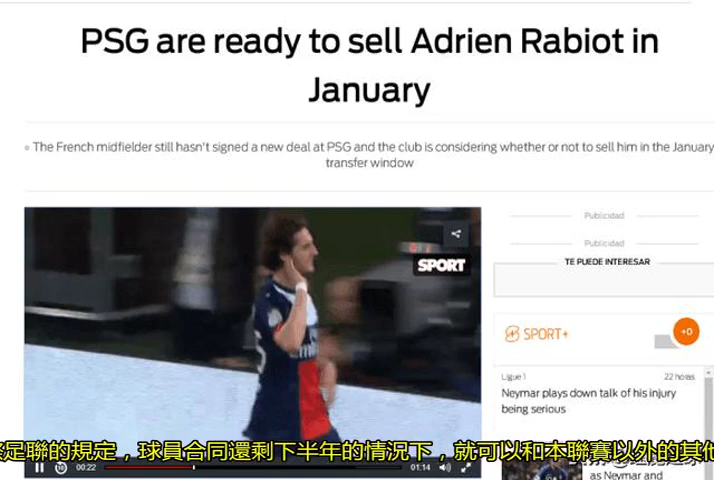 PSG are ready to sell Adrien Rabiot in
January
The French midfielder still hasn't signed a new deal at PSG and the club is considering whether or not to sell him in the January
transfer window
Publicidad
Publicidad
TE PUEDE INTERESAR
SPORT
SPORT+
+0
Ligue 1
22 horas
Neymar plays down talk of his injury
being serious
足聯的規定，球員合同還剩下半年的情況下，就可以和本聯賽以外的其他
00:22
01:14
as Neymar and